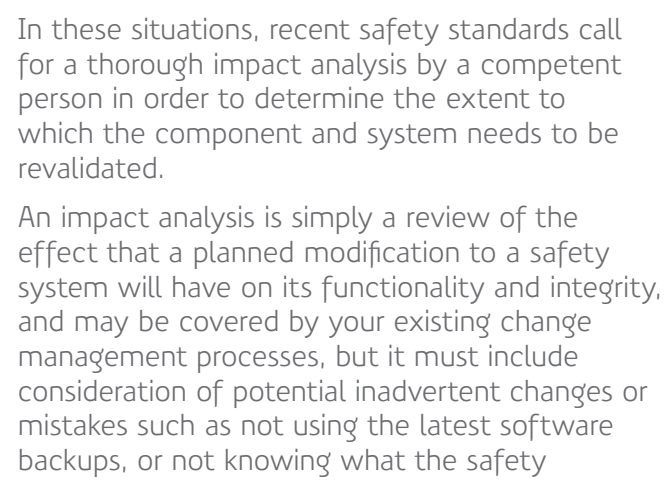 In these situations, recent safety standards call
for a thorough impact analysis by a competent
person in order to determine the extent to
which the component and system needs to be
revalidated.
An impact analysis is simply a review of the
effect that a planned modification to a safety
system will have on its functionality and integrity,
and may be covered by your existing change
management processes, but it must include
consideration of potential inadvertent changes or
mistakes such as not using the latest software
backups, or not knowing what the safety